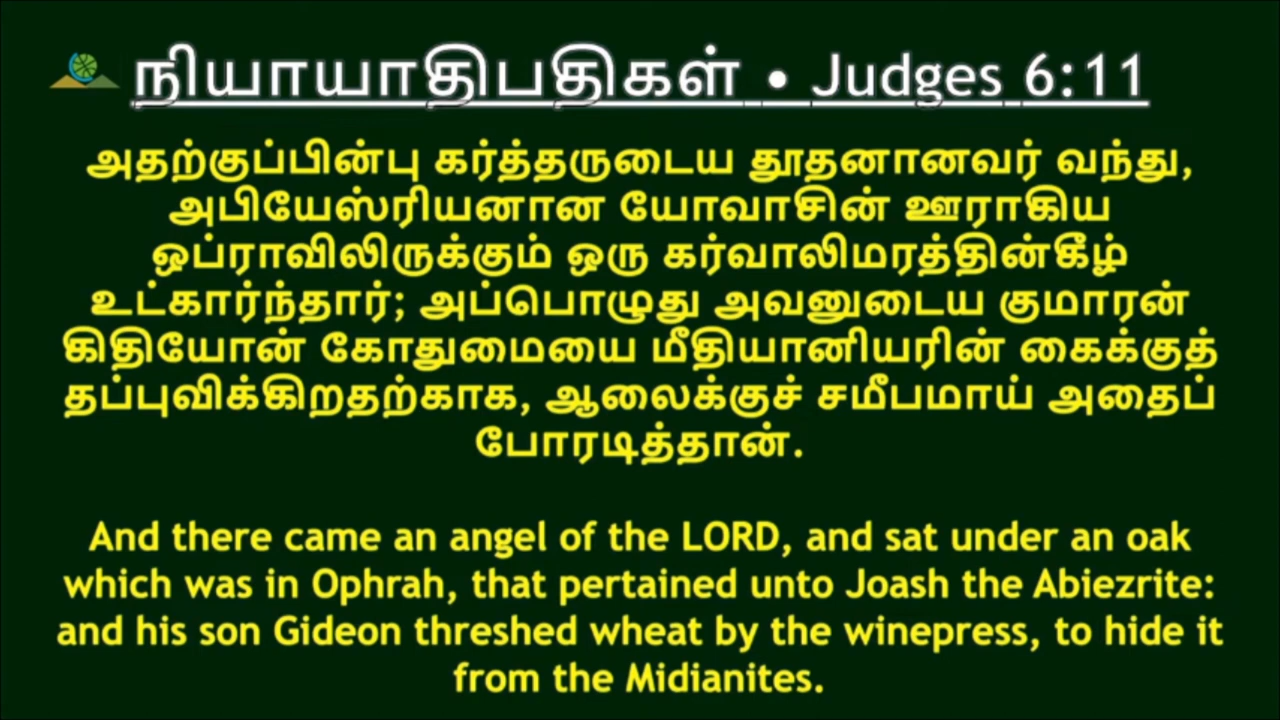 நியாயாதிபதிகள் • Judges 6:11
அதற்குப்பின்பு கர்த்தருடைய தூதனானவர் வந்து,
அபியேஸ்ரியனான யோவாசின் ஊராகிய
ஒப்ராவிலிருக்கும் ஒரு கர்வாலிமரத்தின்கீழ்
உட்கார்ந்தார்; அப்பொழுது அவனுடைய குமாரன்
கிதியோன் கோதுமையை மீதியானியரின் கைக்குத்
தப்புவிக்கிறதற்காக, ஆலைக்குச் சமீபமாய் அதைப்
போரடித்தான்.
And there came an angel of the LORD, and sat under an oak
which was in Ophrah, that pertained unto Joash the Abiezrite:
and his son Gideon threshed wheat by the winepress, to hide it
from the Midianites.